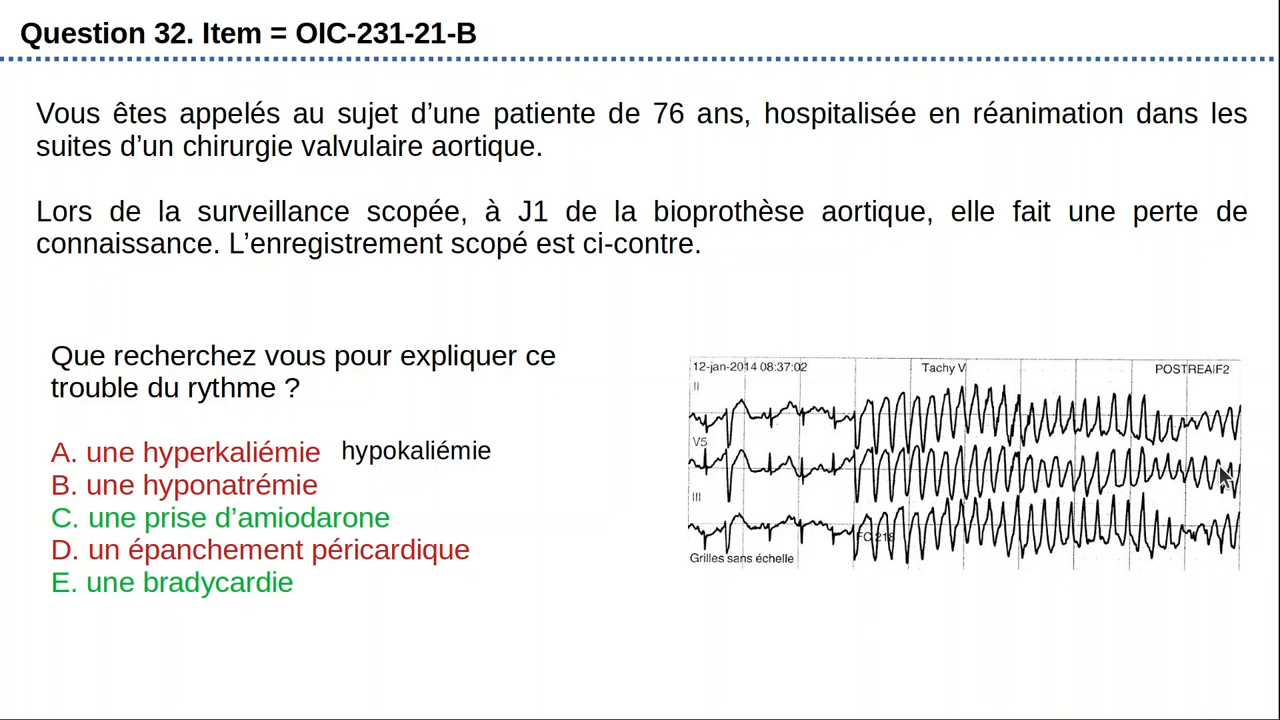 Question 32. Item = OIC-231-21-B
Vous êtes appelés au sujet d’une patiente de 76 ans, hospitalisée en réanimation dans les
suites d’un chirurgie valvulaire aortique.
Lors de la surveillance scopée, à J1 de la bioprothèse aortique, elle fait une perte de
connaissance. L’enregistrement scopé est ci-contre.
Que recherchez vous pour expliquer ce
trouble du rythme ?
A. une hyperkaliémie hypokaliémie
B. une hyponatrémie
C. une prise d’amiodarone
D. un épanchement péricardique
E. une bradycardie
12-jan-2014 08:37:02 Tachy V POSTREA/F2
II
V5
III
FC 218
Grilles sans échelle